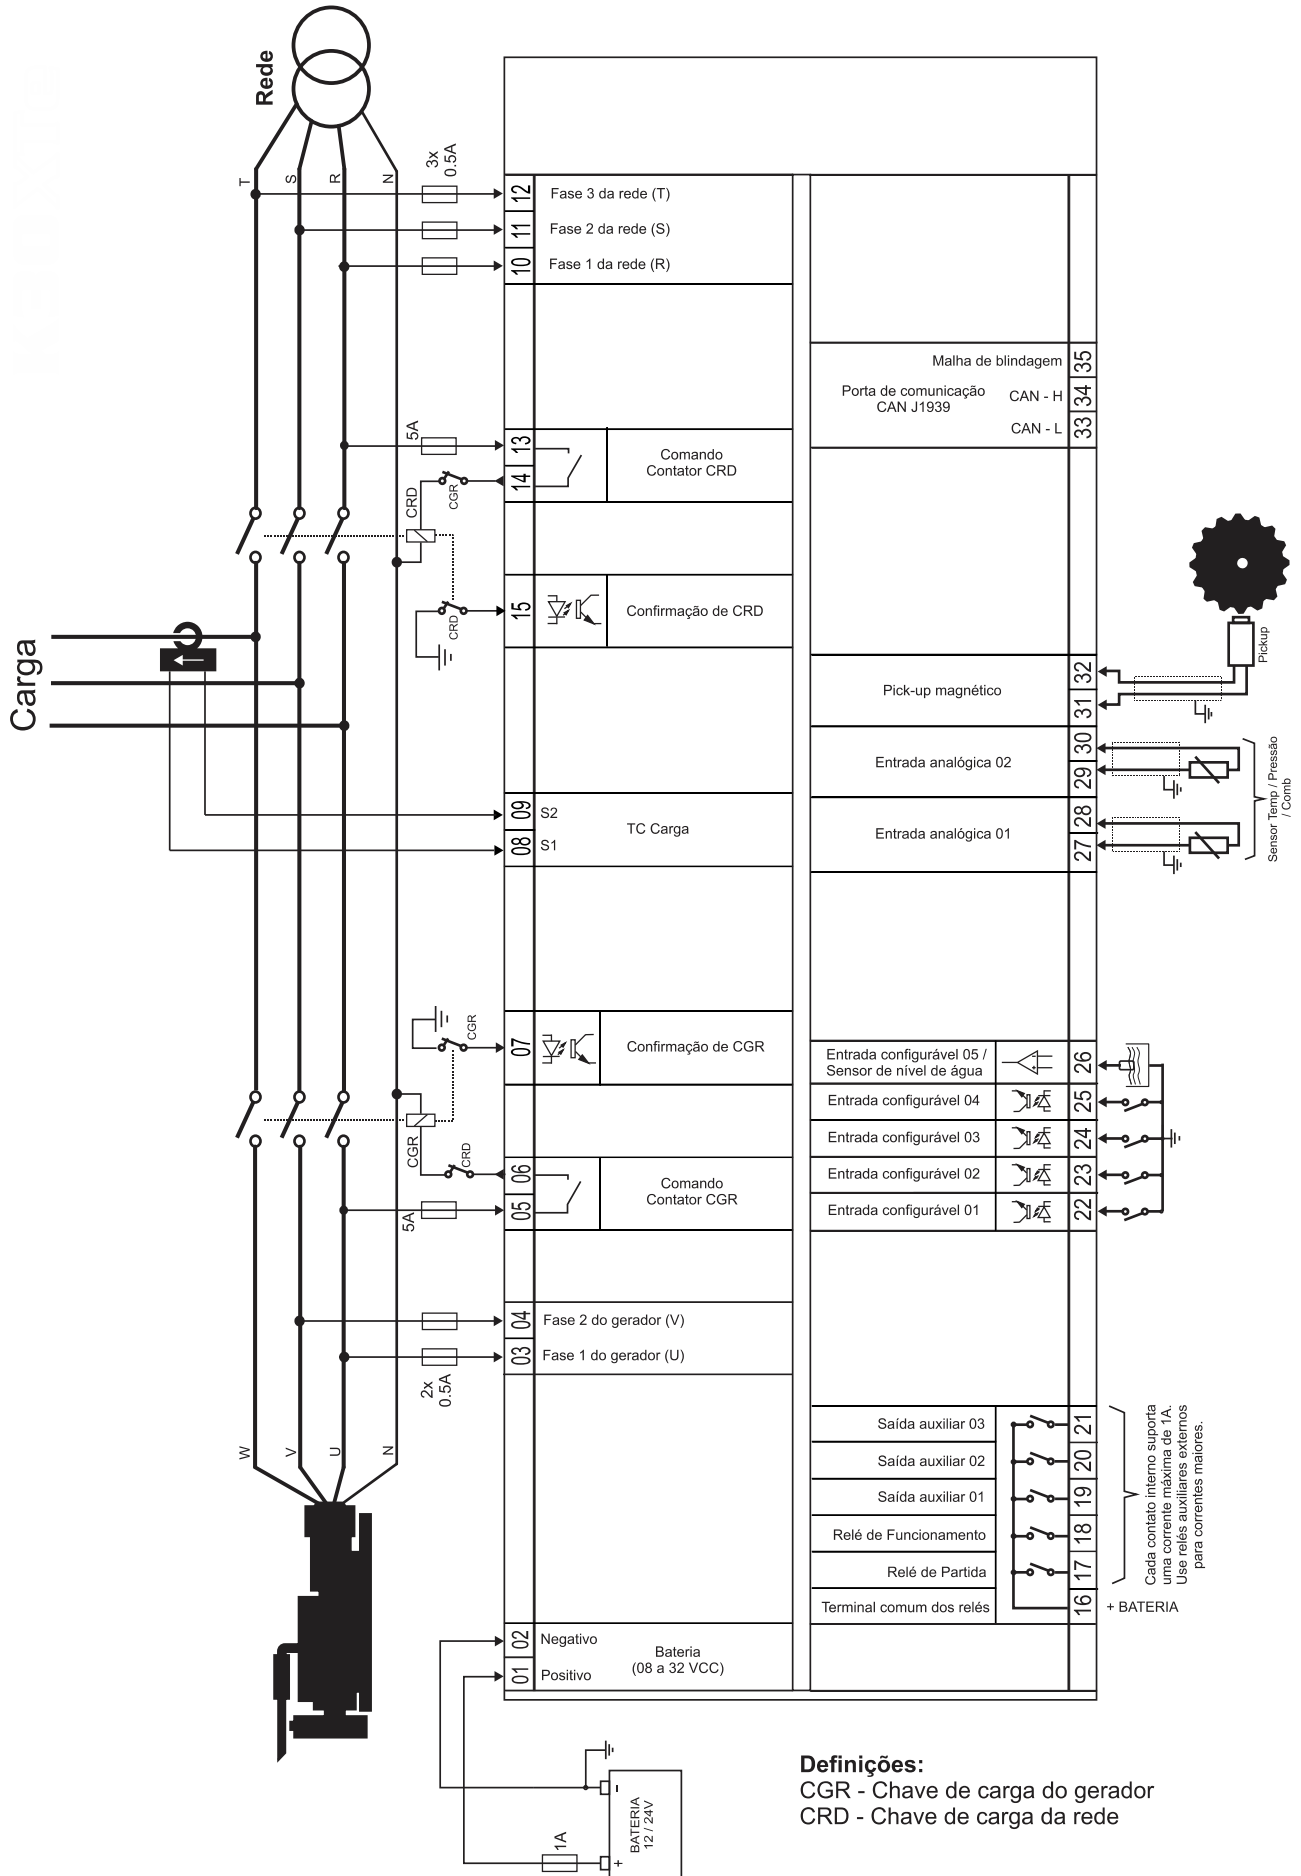 Rede
T
S
R
N
3x
0.5A
12
Fase 3 da rede (T)
11
Fase 2 da rede (S)
10
Fase 1 da rede (R)
5A
13
14
Comando
Contator CRD
CRD
CGR
15
Confirmação de CRD
CRD
Carga
09
S2
08
S1
TC Carga
07
Confirmação de CGR
CGR
CGR
CRD
06
05
Comando
Contator CGR
5A
04
Fase 2 do gerador (V)
03
Fase 1 do gerador (U)
2x
0.5A
W
V
U
N
02
Negativo
01
Positivo
Bateria
(08 a 32 VCC)
1A
BATERIA
12 / 24V
-
+
Malha de blindagem
35
Porta de comunicação
CAN J1939
CAN - H
34
CAN - L
33
Pick-up magnético
32
31
Pickup
Entrada analógica 02
30
29
Entrada analógica 01
28
27
Sensor Temp / Pressão
/ Comb
Entrada configurável 05 /
Sensor de nível de água
26
Entrada configurável 04
25
Entrada configurável 03
24
Entrada configurável 02
23
Entrada configurável 01
22
Saída auxiliar 03
21
Saída auxiliar 02
20
Saída auxiliar 01
19
Relé de Funcionamento
18
Relé de Partida
17
Terminal comum dos relés
16
+ BATERIA
Cada contato interno suporta
uma corrente máxima de 1A.
Use relés auxiliares externos
para correntes maiores.
Definições:
CGR - Chave de carga do gerador
CRD - Chave de carga da rede